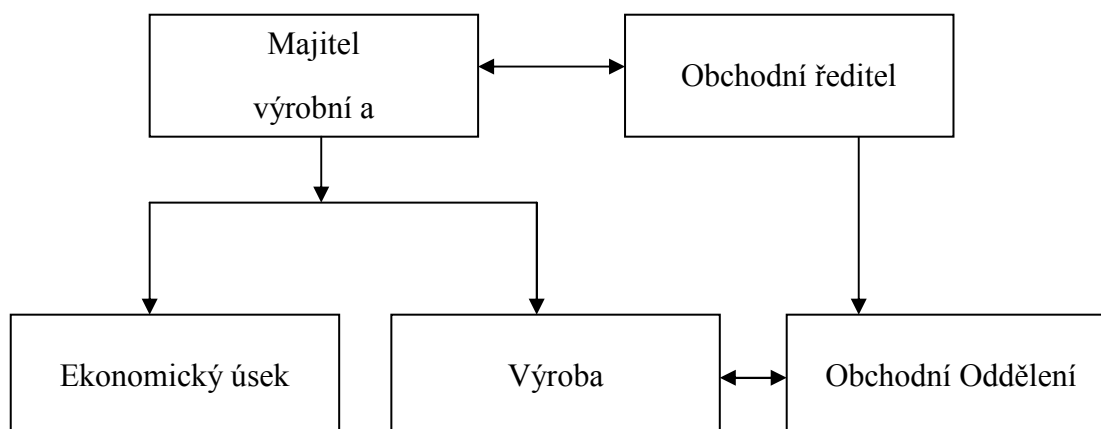 Majitel
výrobní a
Obchodní ředitel
Ekonomický úsek
Výroba
Obchodní Oddělení